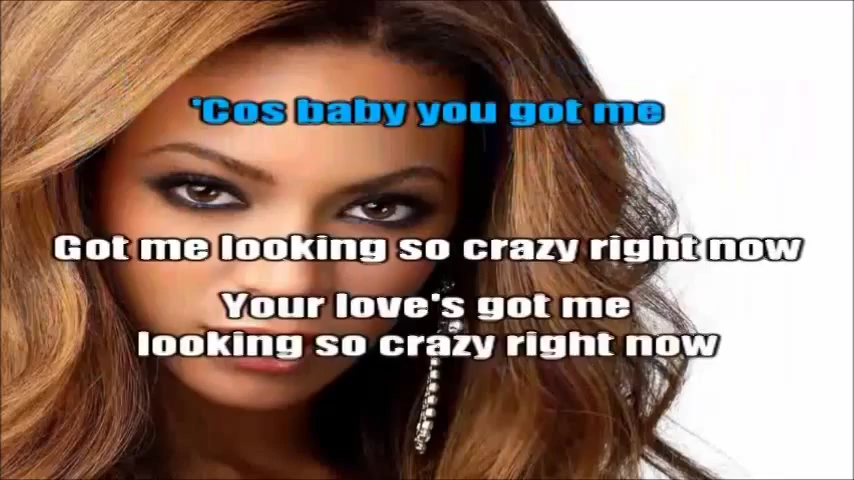 'Cos baby you got me
Got me looking so crazy right now
Your love's got me
looking so crazy right now